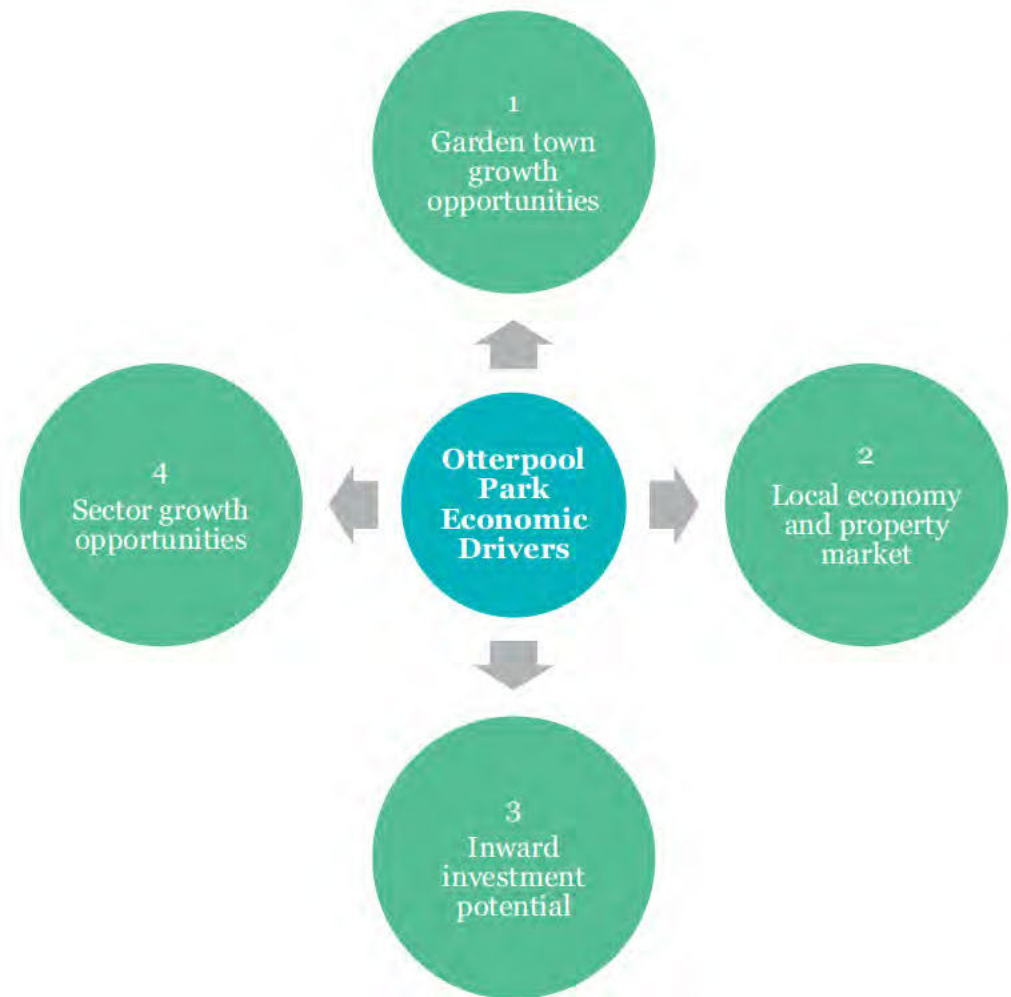 1
Garden town
growth
opportunities
4
Sector growth
opportunities
Otterpool
Park
Economic
Drivers
2
Local economy
and property
market
3
Inward
investment
potential